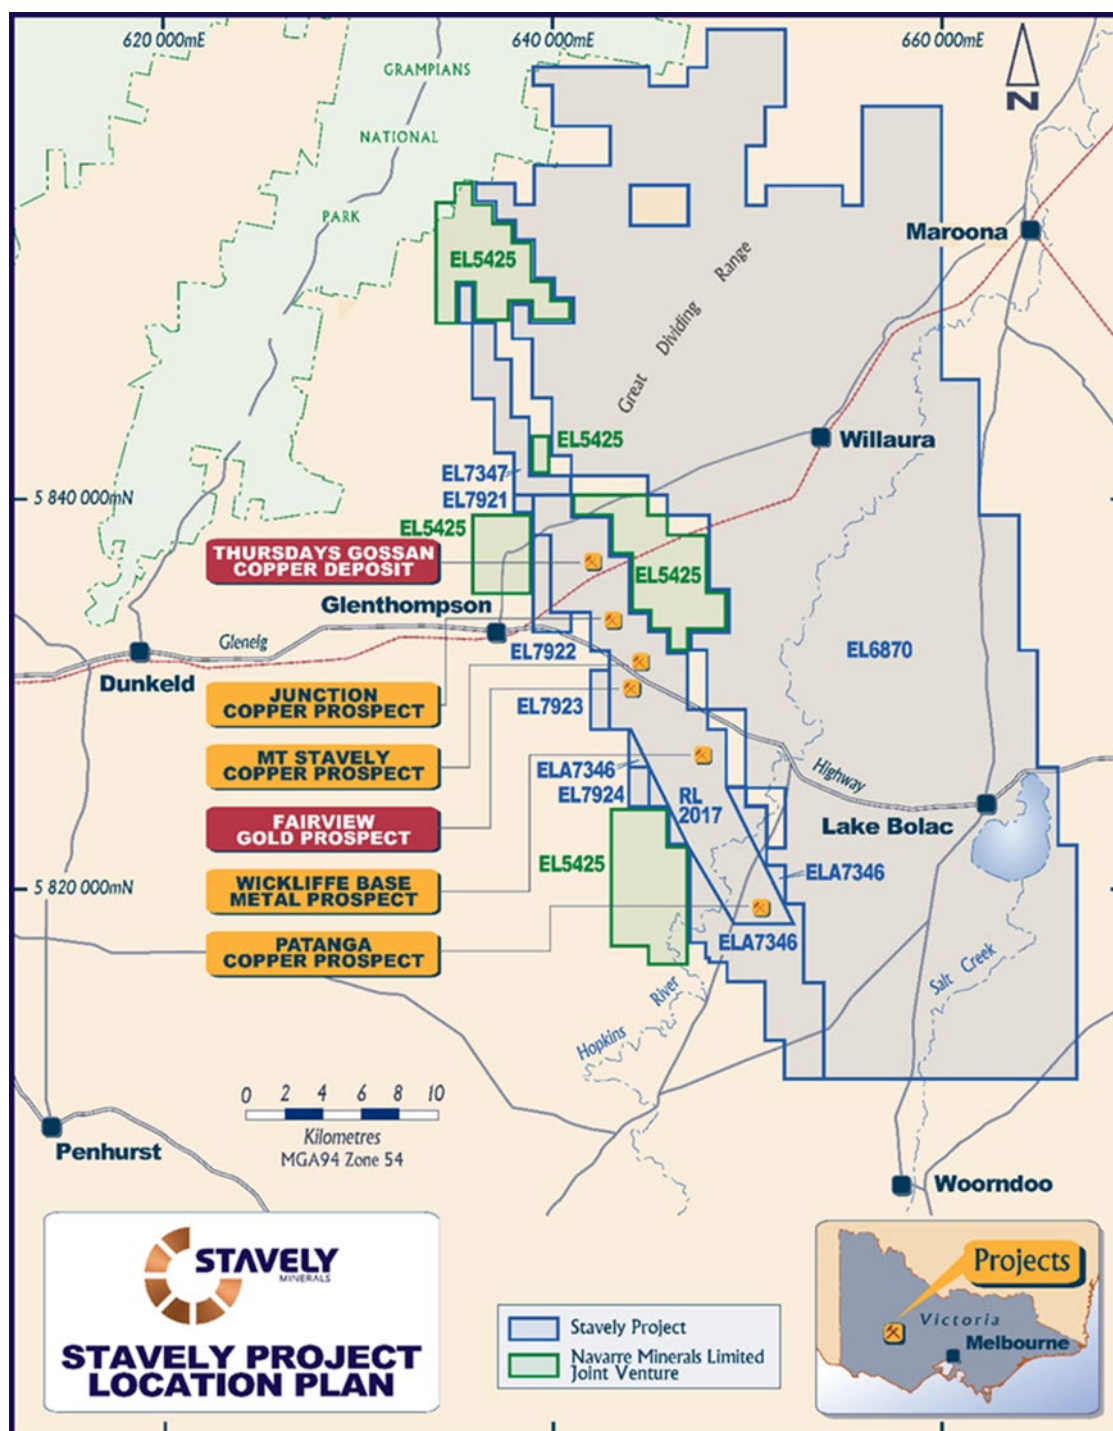 620 000mE
640 000mE
660 000mE
GRAMPIANS
NATIONAL
PARK
N
Maroona
EL5425
Great Dividing Range
EL5425
Willaura
EL7347
5 840 000mN
EL7921
EL5425
THURSDAYS GOSSAN
COPPER DEPOSIT
EL5425
Glenthompson
Glenelg
EL7922
EL6870
Dunkeld
JUNCTION
COPPER PROSPECT
EL7923
MT STAVELY
COPPER PROSPECT
ELA7346
Highway
EL7924
RL
2017
FAIRVIEW
GOLD PROSPECT
Lake Bolac
EL5425
ELA7346
5 820 000mN
WICKLIFFE BASE
METAL PROSPECT
PATANGA
COPPER PROSPECT
ELA7346
Salt Creek
Hopkins River
0 2 4 6 8 10
Kilometres
MGA94 Zone 54
Penhurst
Woorndoo
STAVELY
MINERALS
STAVELY PROJECT
LOCATION PLAN
Stavely Project
Navarre Minerals Limited
Joint Venture
Projects
Victoria
Melbourne